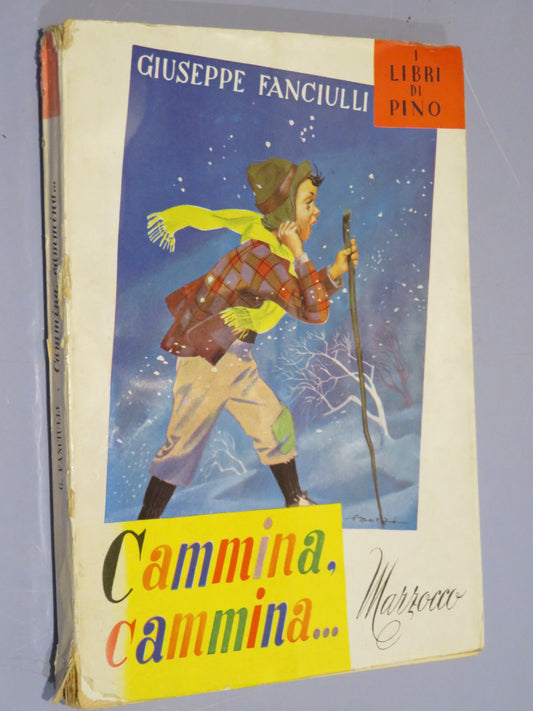 GIUSEPPE FANCIULLI
I
LIBRI
DI
PINO
Cammina,
cammina...
Marzocco
G. FANCIULLI - Cammina, cammina...